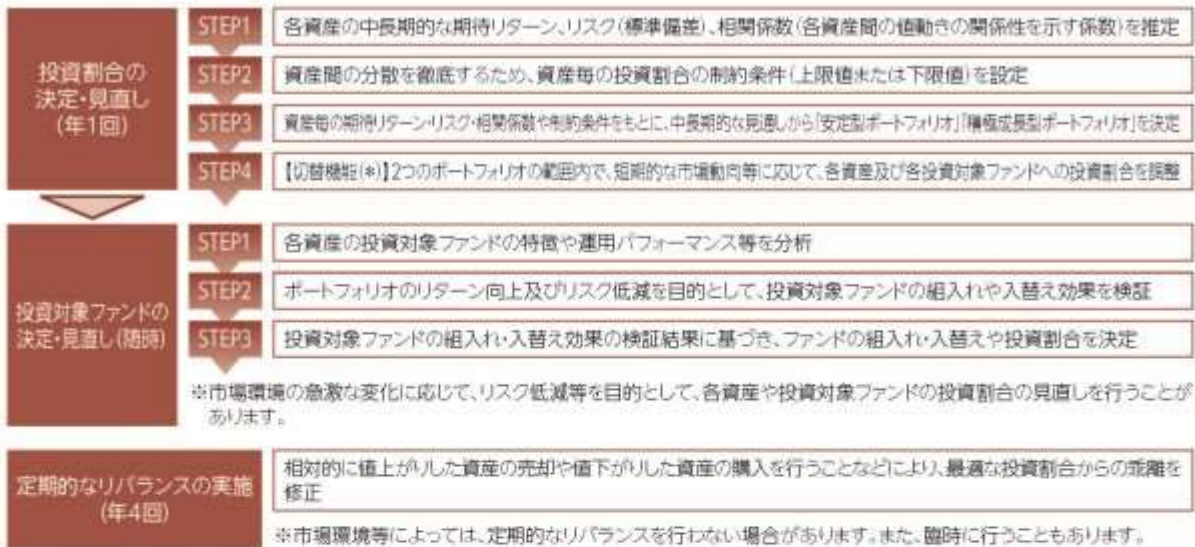 投資割合の
決定・見直し
(年1回)
STEP1
各資産の中長期的な期待リターン、リスク(標準偏差)、相関係数(各資産間の値動きの関係性を示す係数)を推定
STEP2
資産間の分散を徹底するため、資産毎の投資割合の制約条件(上限値または下限値)を設定
STEP3
資産毎の期待リターン・リスク・相関係数や制約条件をもとに、中長期的な見通しから「安定型ポートフォリオ」「積極成長型ポートフォリオ」を決定
STEP4
【切替機能(*)】2つのポートフォリオの範囲内で、短期的な市場動向等に応じて、各資産及び各投資対象ファンドへの投資割合を調整
投資対象ファンドの
決定・見直し(随時)
STEP1
各資産の投資対象ファンドの特徴や運用パフォーマンス等を分析
STEP2
ポートフォリオのリターン向上及びリスク低減を目的として、投資対象ファンドの組入れや入替え効果を検証
STEP3
投資対象ファンドの組入れ・入替え効果の検証結果に基づき、ファンドの組入れ・入替えや投資割合を決定
※市場環境の急激な変化に応じて、リスク低減等を目的として、各資産や投資対象ファンドの投資割合の見直しを行うことが
あります。
定期的なリバランスの実施
(年4回)
相対的に値上がりした資産の売却や値下がりした資産の購入を行うことなどにより、最適な投資割合からの乖離を
修正
※市場環境等によっては、定期的なリバランスを行わない場合があります。また、臨時に行うこともあります。